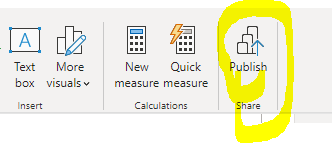 A
Text
box
More
visuals
Insert
New
measure
Quick
measure
Calculations
Publish
Share